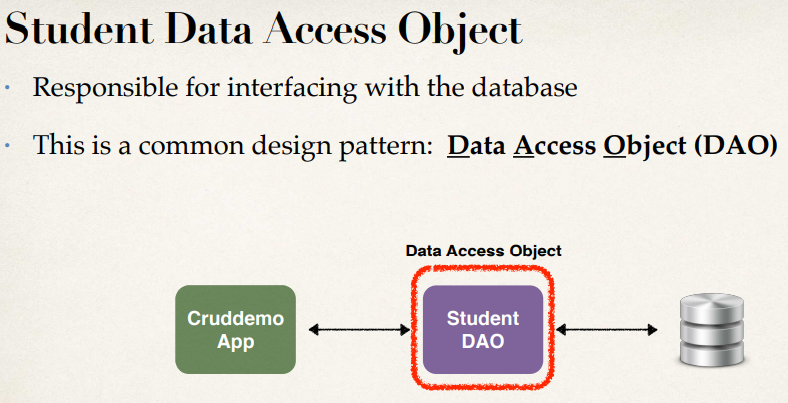 Student Data Access Object
• Responsible for interfacing with the database
• This is a common design pattern: Data Access Object (DAO)
Data Access Object
Cruddemo
App
Student
DAO